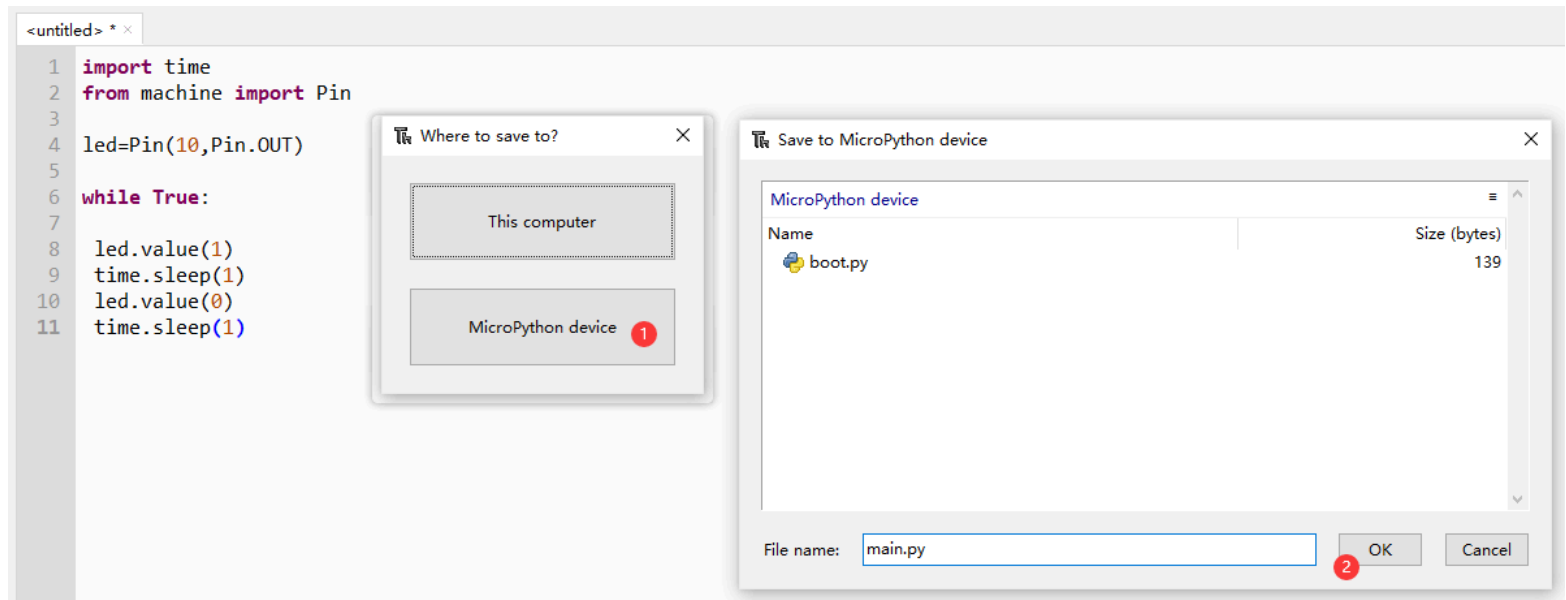 <untitled> * ×
1 import time
2 from machine import Pin
3
4 led=Pin(10,Pin.OUT)
5
6 while True:
7
8 led.value(1)
9 time.sleep(1)
10 led.value(0)
11 time.sleep(1)
Where to save to?
This computer
MicroPython device 1
Save to MicroPython device
MicroPython device
Name Size (bytes)
boot.py 139
File name: main.py OK Cancel
2